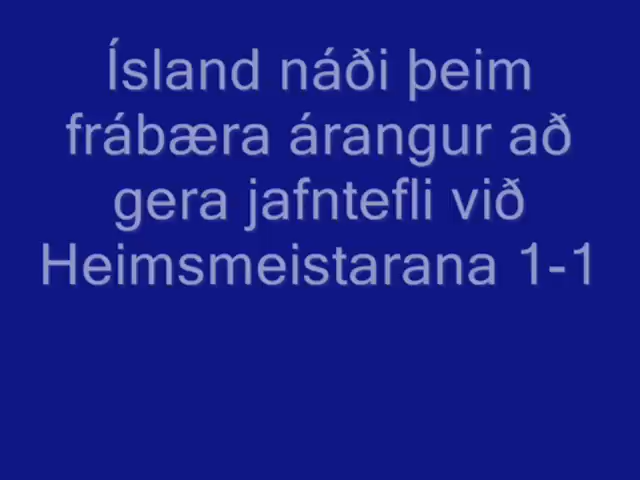 Ísland náði þeim
frábæra árangur að
gera jafntefli við
Heimsmeistarana 1-1